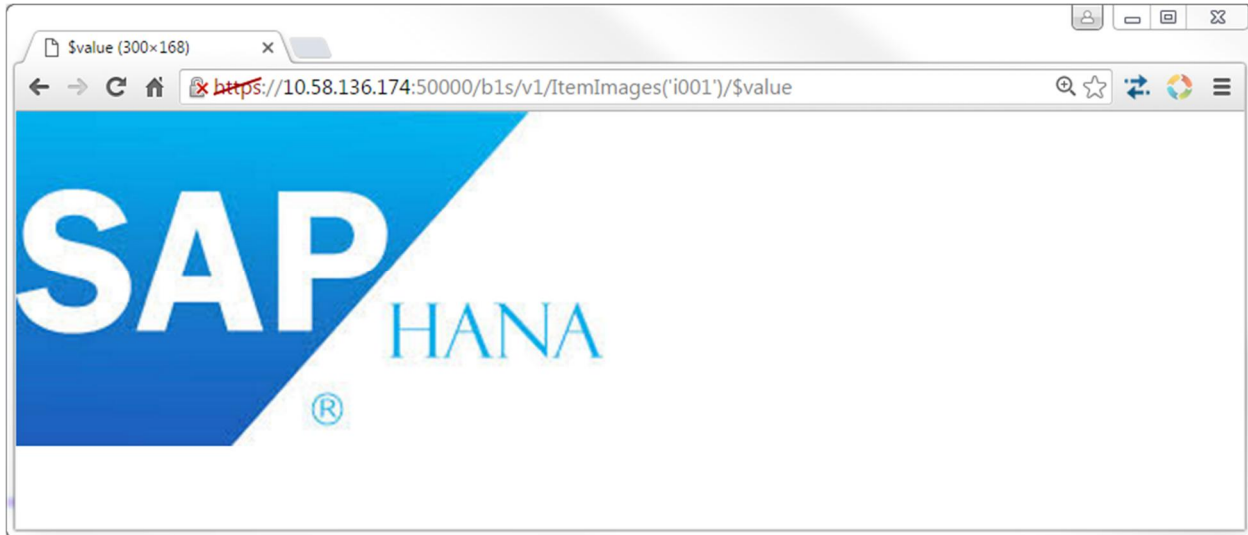 $value (300×168)
https://10.58.136.174:50000/b1s/v1/ItemImages('i001')/$value
SAP
HANA
®